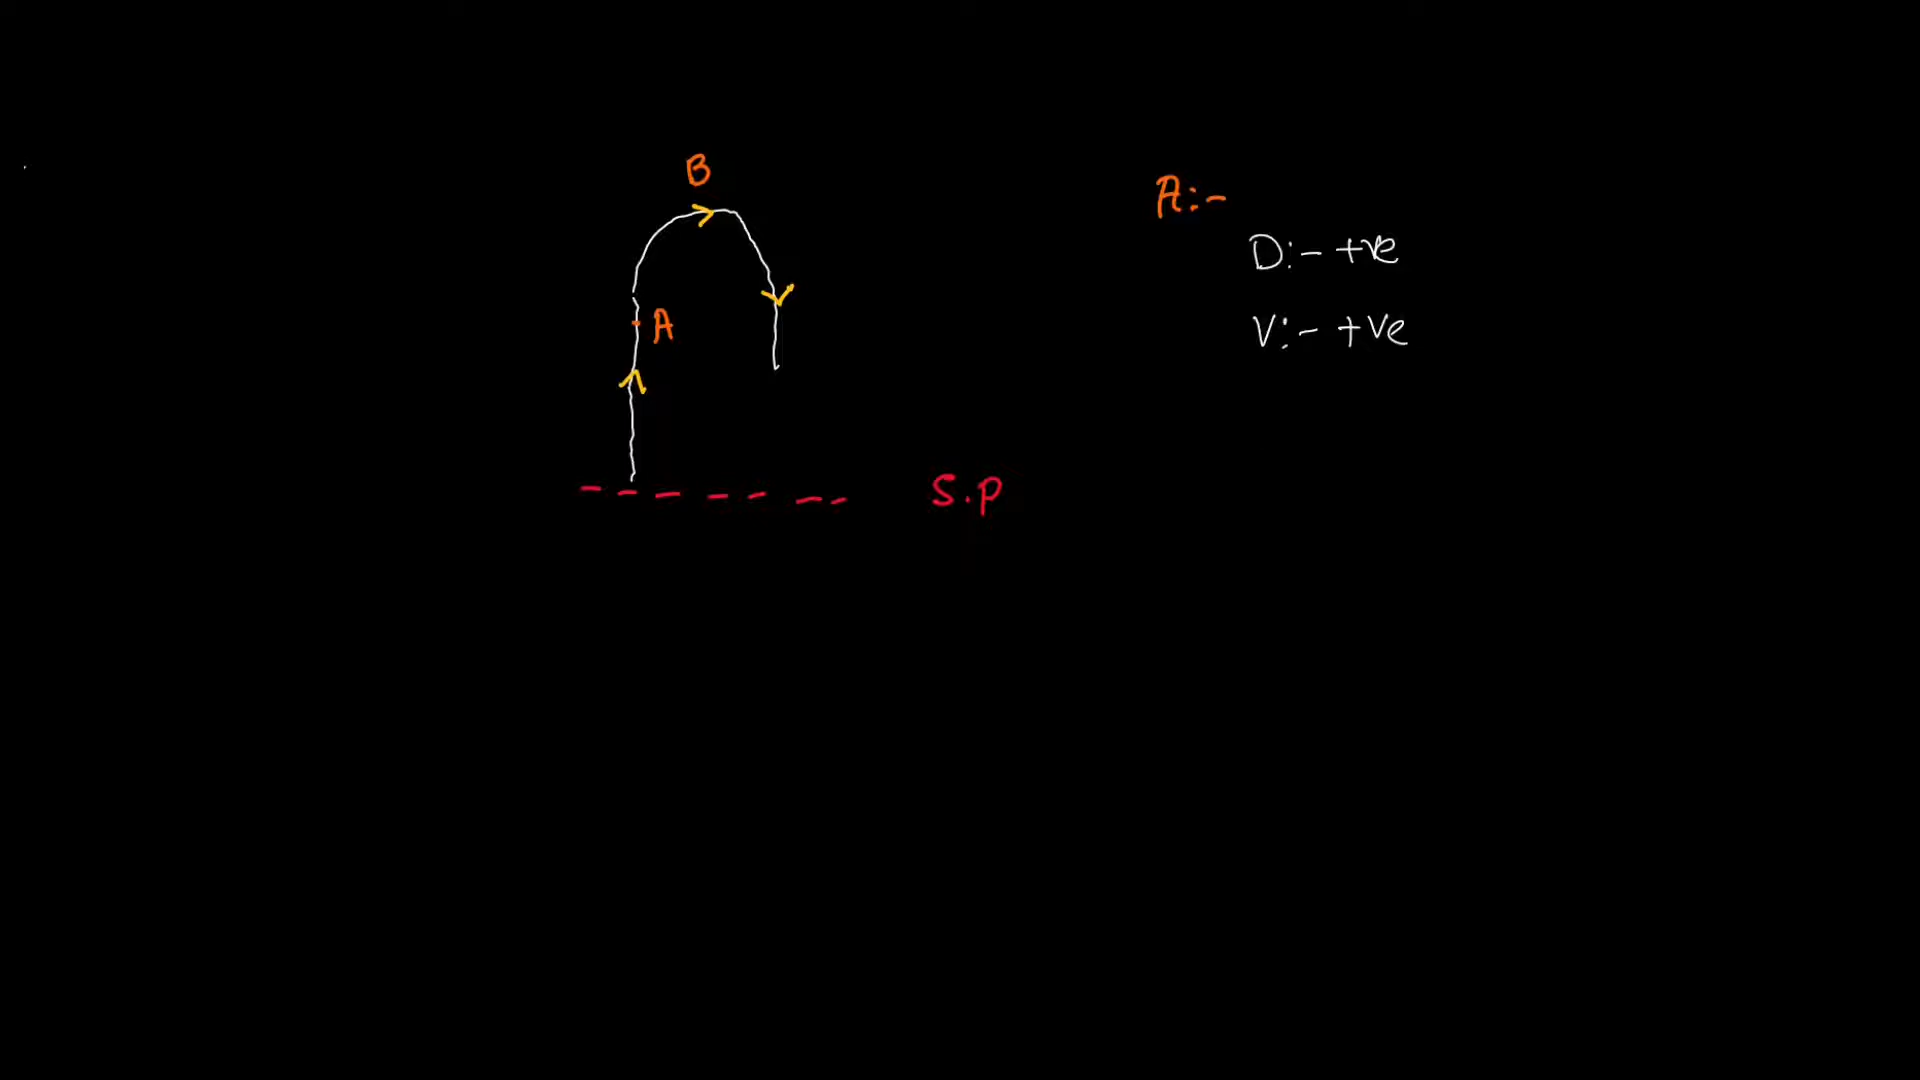 B
A:-
D:- +ve
A
V:- +ve
S.P